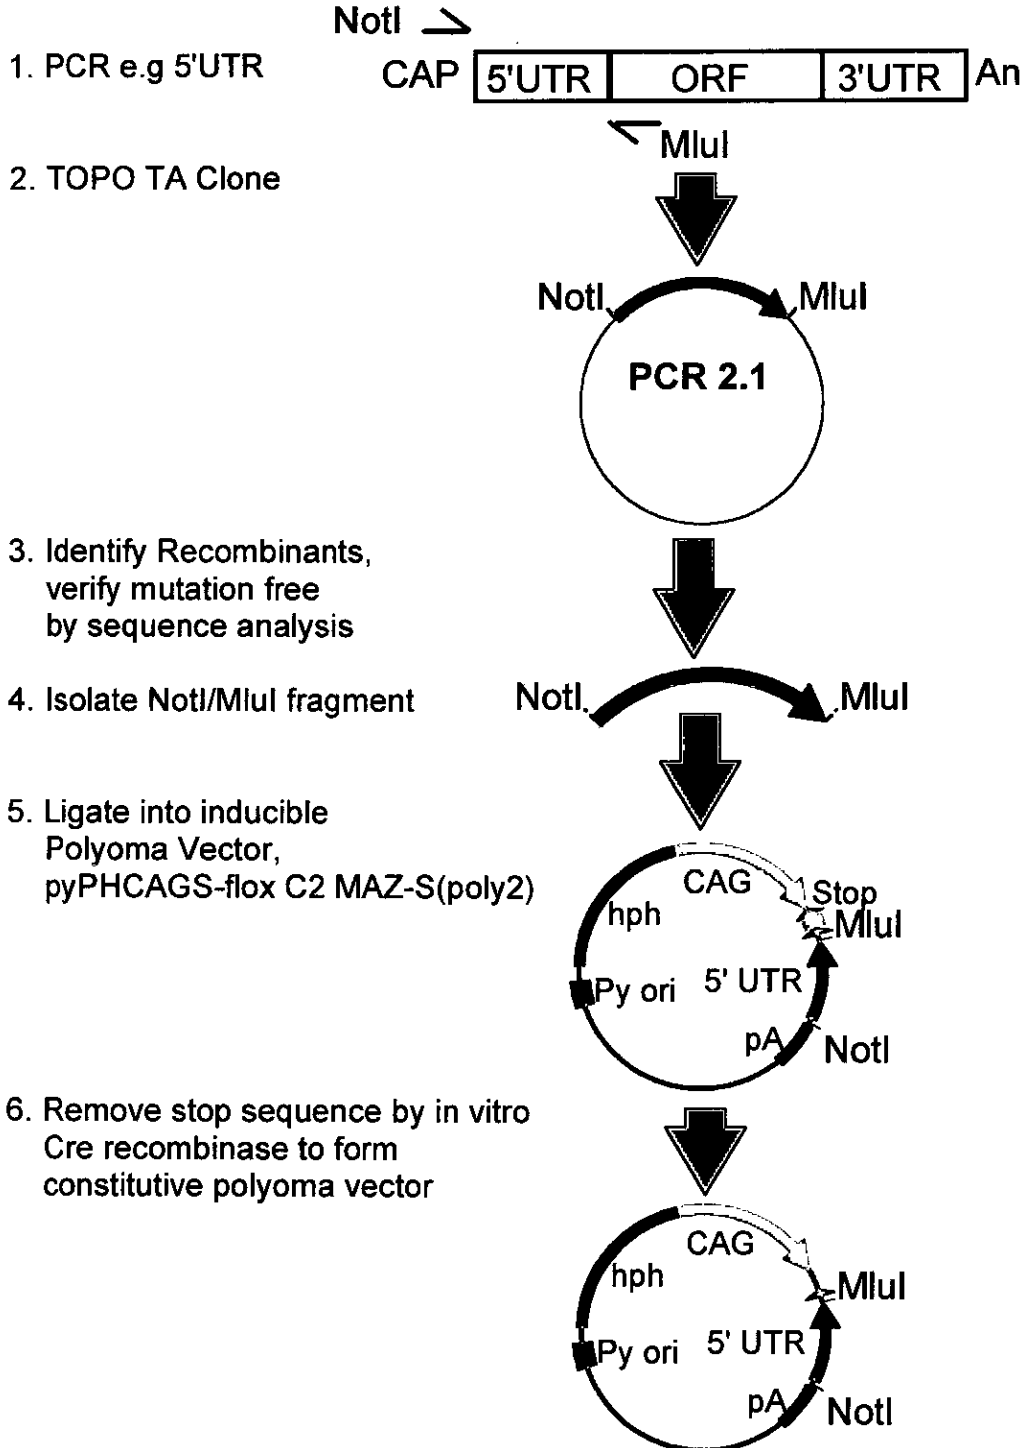 NotI
1. PCR e.g 5'UTR
CAP 5'UTR ORF 3'UTR An
MluI
2. TOPO TA Clone
NotI MluI
PCR 2.1
3. Identify Recombinants,
verify mutation free
by sequence analysis
4. Isolate NotI/MluI fragment
NotI MluI
5. Ligate into inducible
Polyoma Vector,
pyPHCAGS-flox C2 MAZ-S(poly2)
CAG
Stop
hph
MluI
Py ori
5' UTR
pA
NotI
6. Remove stop sequence by in vitro
Cre recombinase to form
constitutive polyoma vector
CAG
hph
MluI
Py ori
5' UTR
pA
NotI